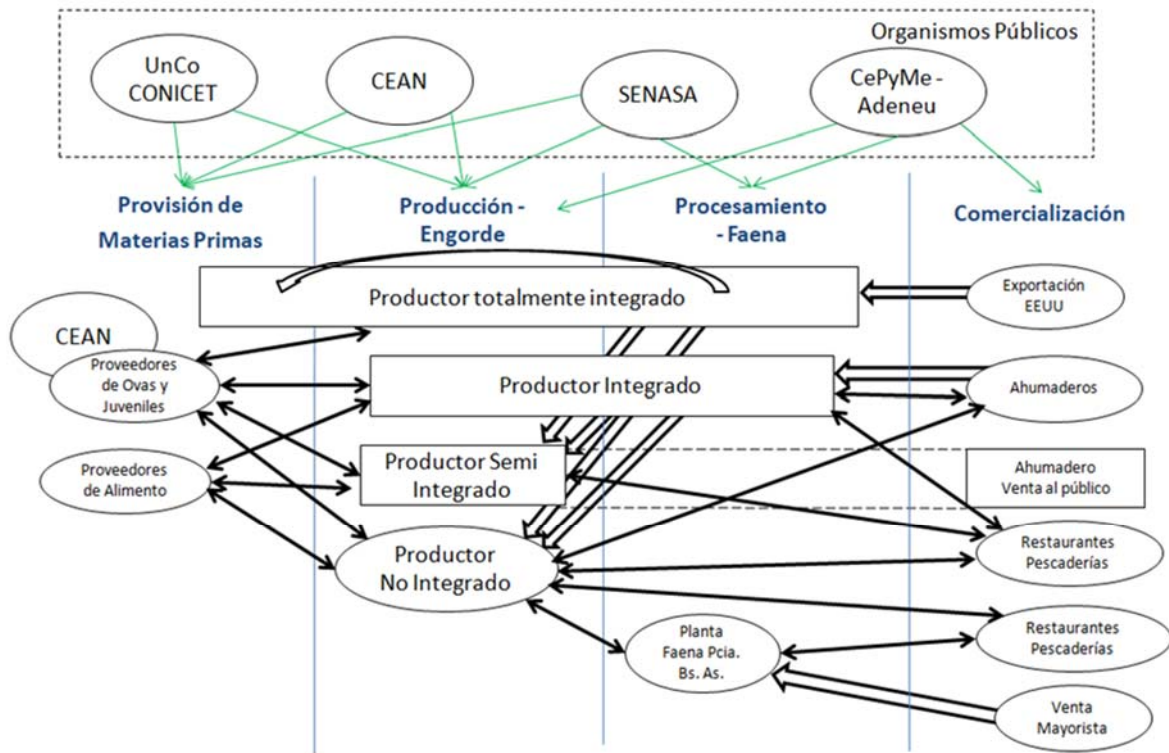 Organismos Públicos
UnCo
CONICET
CEAN
SENASA
CePyMe -
Adeneu
Provisión de
Materias Primas
Producción -
Engorde
Procesamiento
- Faena
Comercialización
Productor totalmente integrado
Exportación
EEUU
CEAN
Proveedores
de Ovas y
Juveniles
Productor Integrado
Ahumaderos
Proveedores
de Alimento
Productor Semi
Integrado
Ahumadero
Venta al público
Productor
No Integrado
Restaurantes
Pescaderías
Planta
Faena Pcia.
Bs. As.
Restaurantes
Pescaderías
Venta
Mayorista